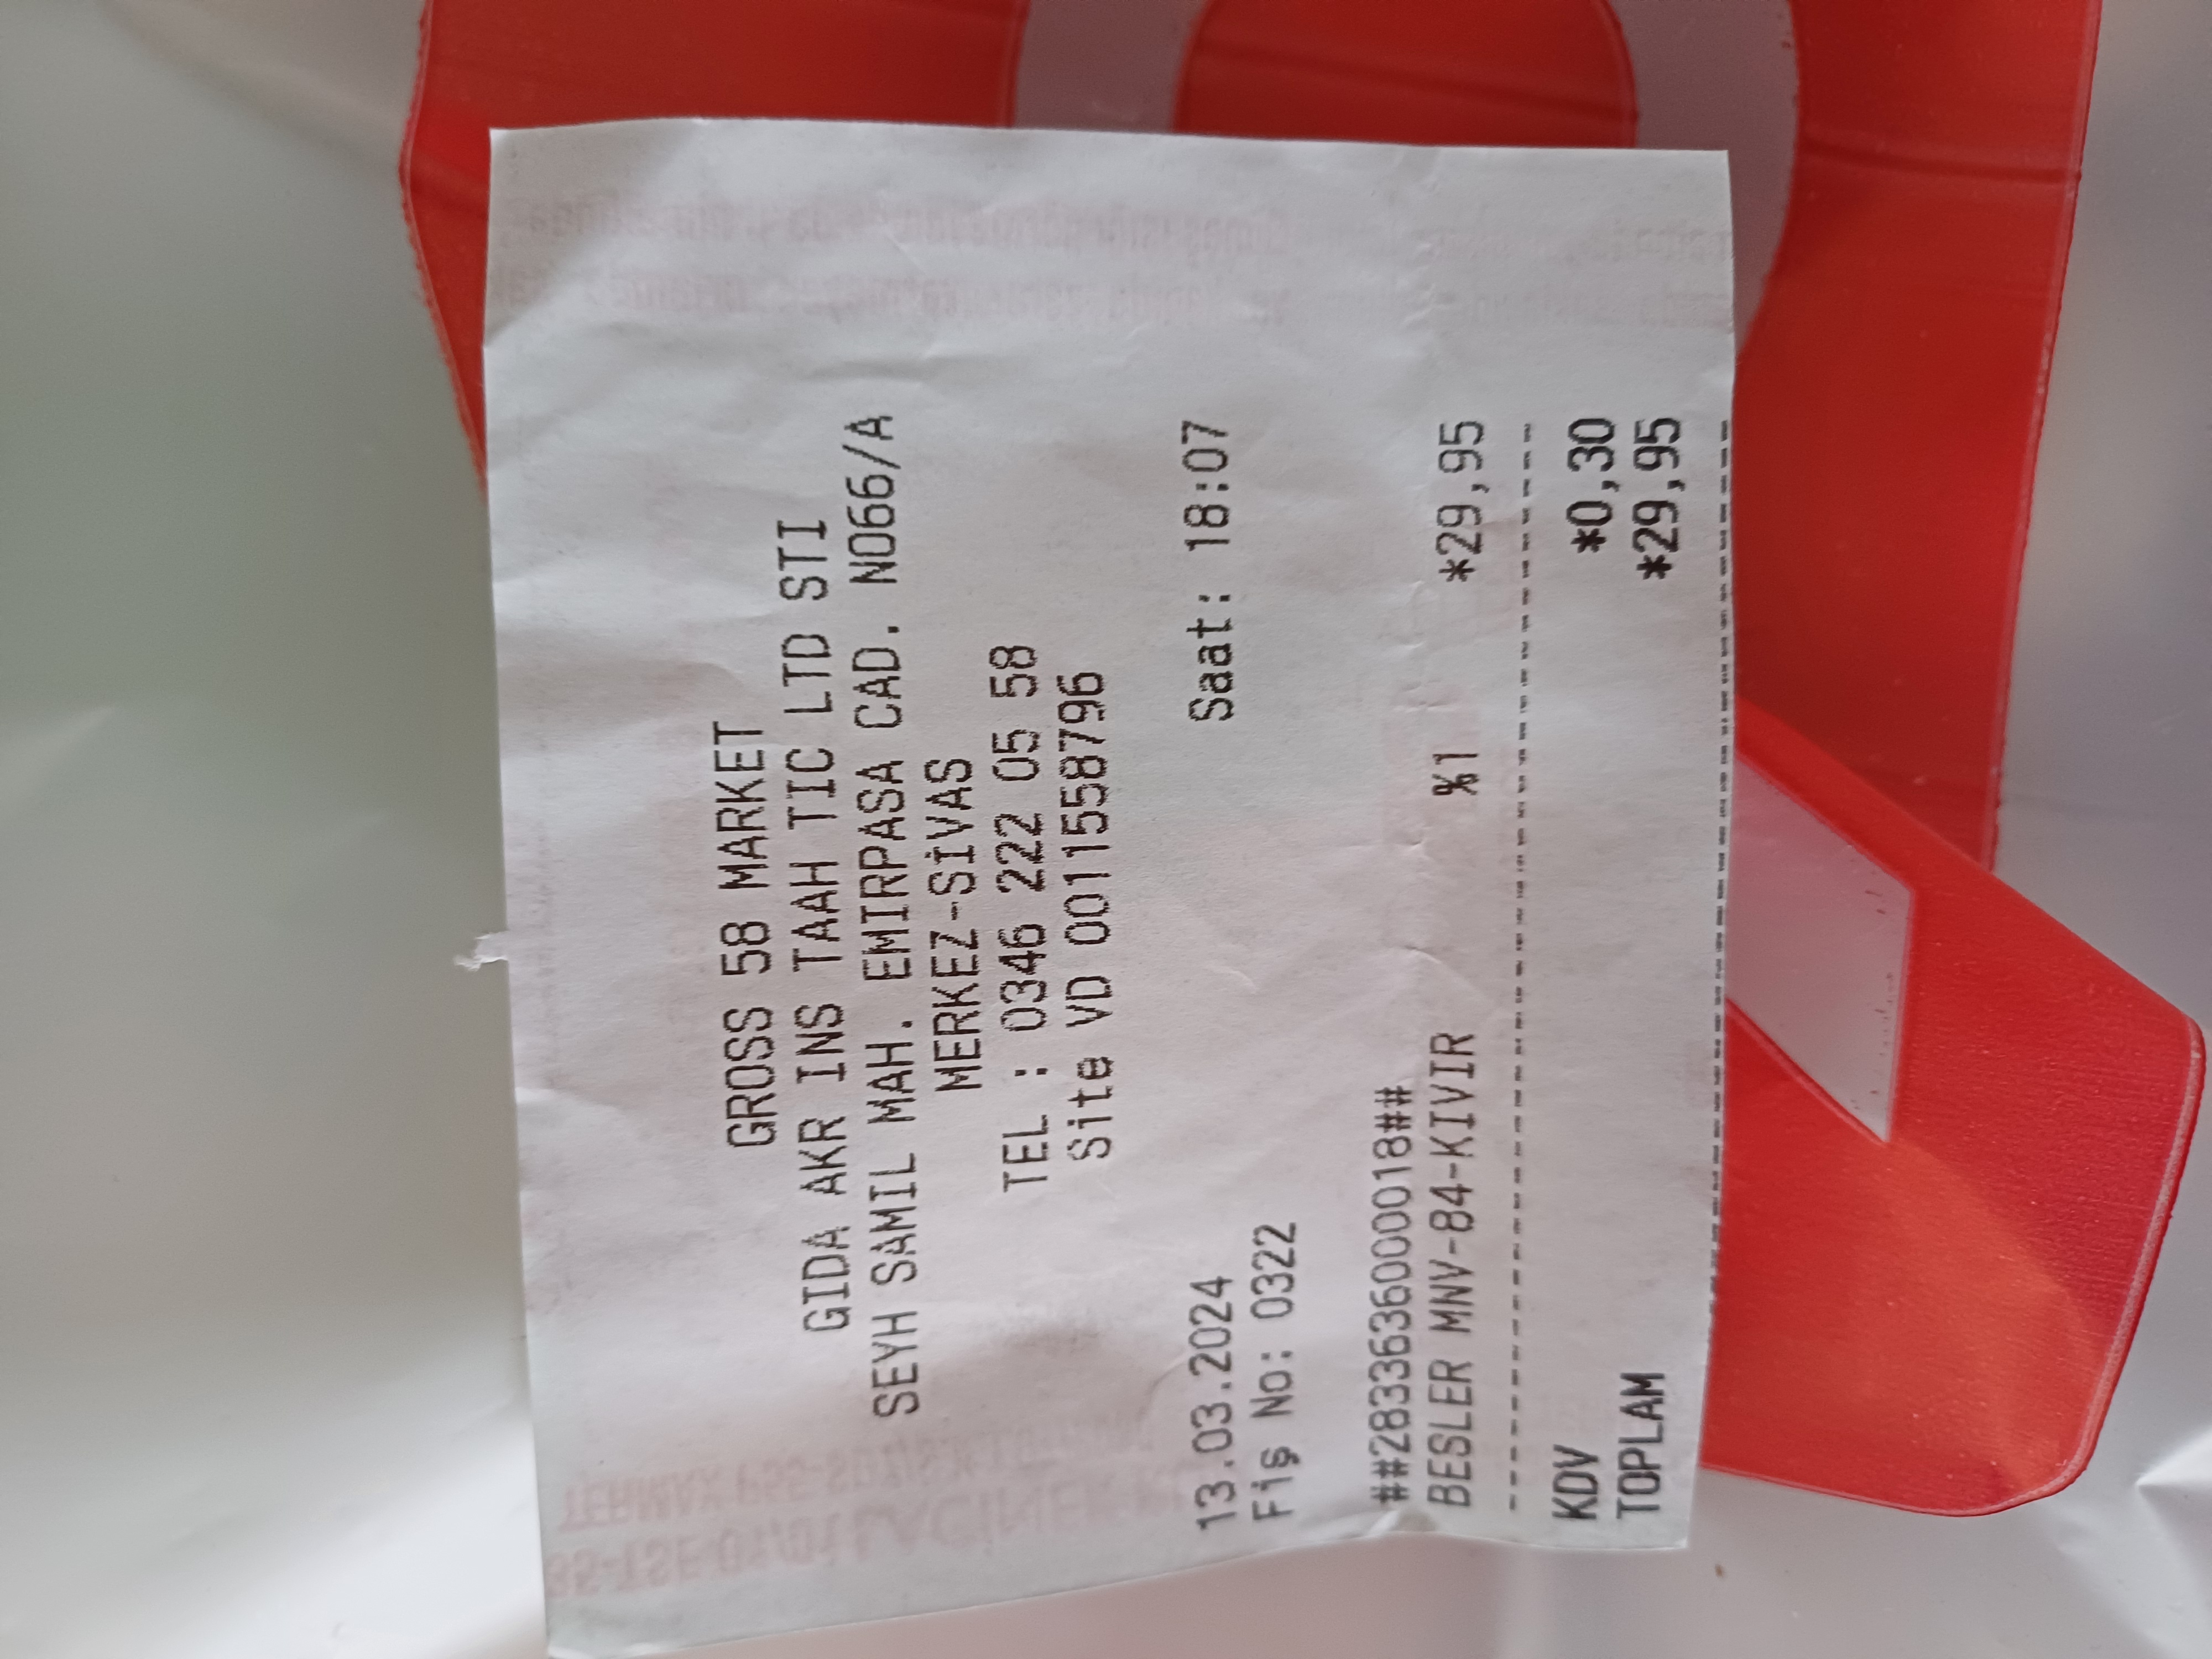 GROSS 58 MARKET
GIDA AKR INS TAAH TIC LTD STI
SEYH SAMIL MAH. EMIRPASA CAD. NO66/A
MERKEZ-SİVAS
TEL : 0346 222 05 58
Site VD 0011558796
13.03.2024 Saat: 18:07
Fiş No: 0322
##2833636000018##
BESLER MNV-84-KIVIR %1 *29,95
KDV *0,30
TOPLAM *29,95